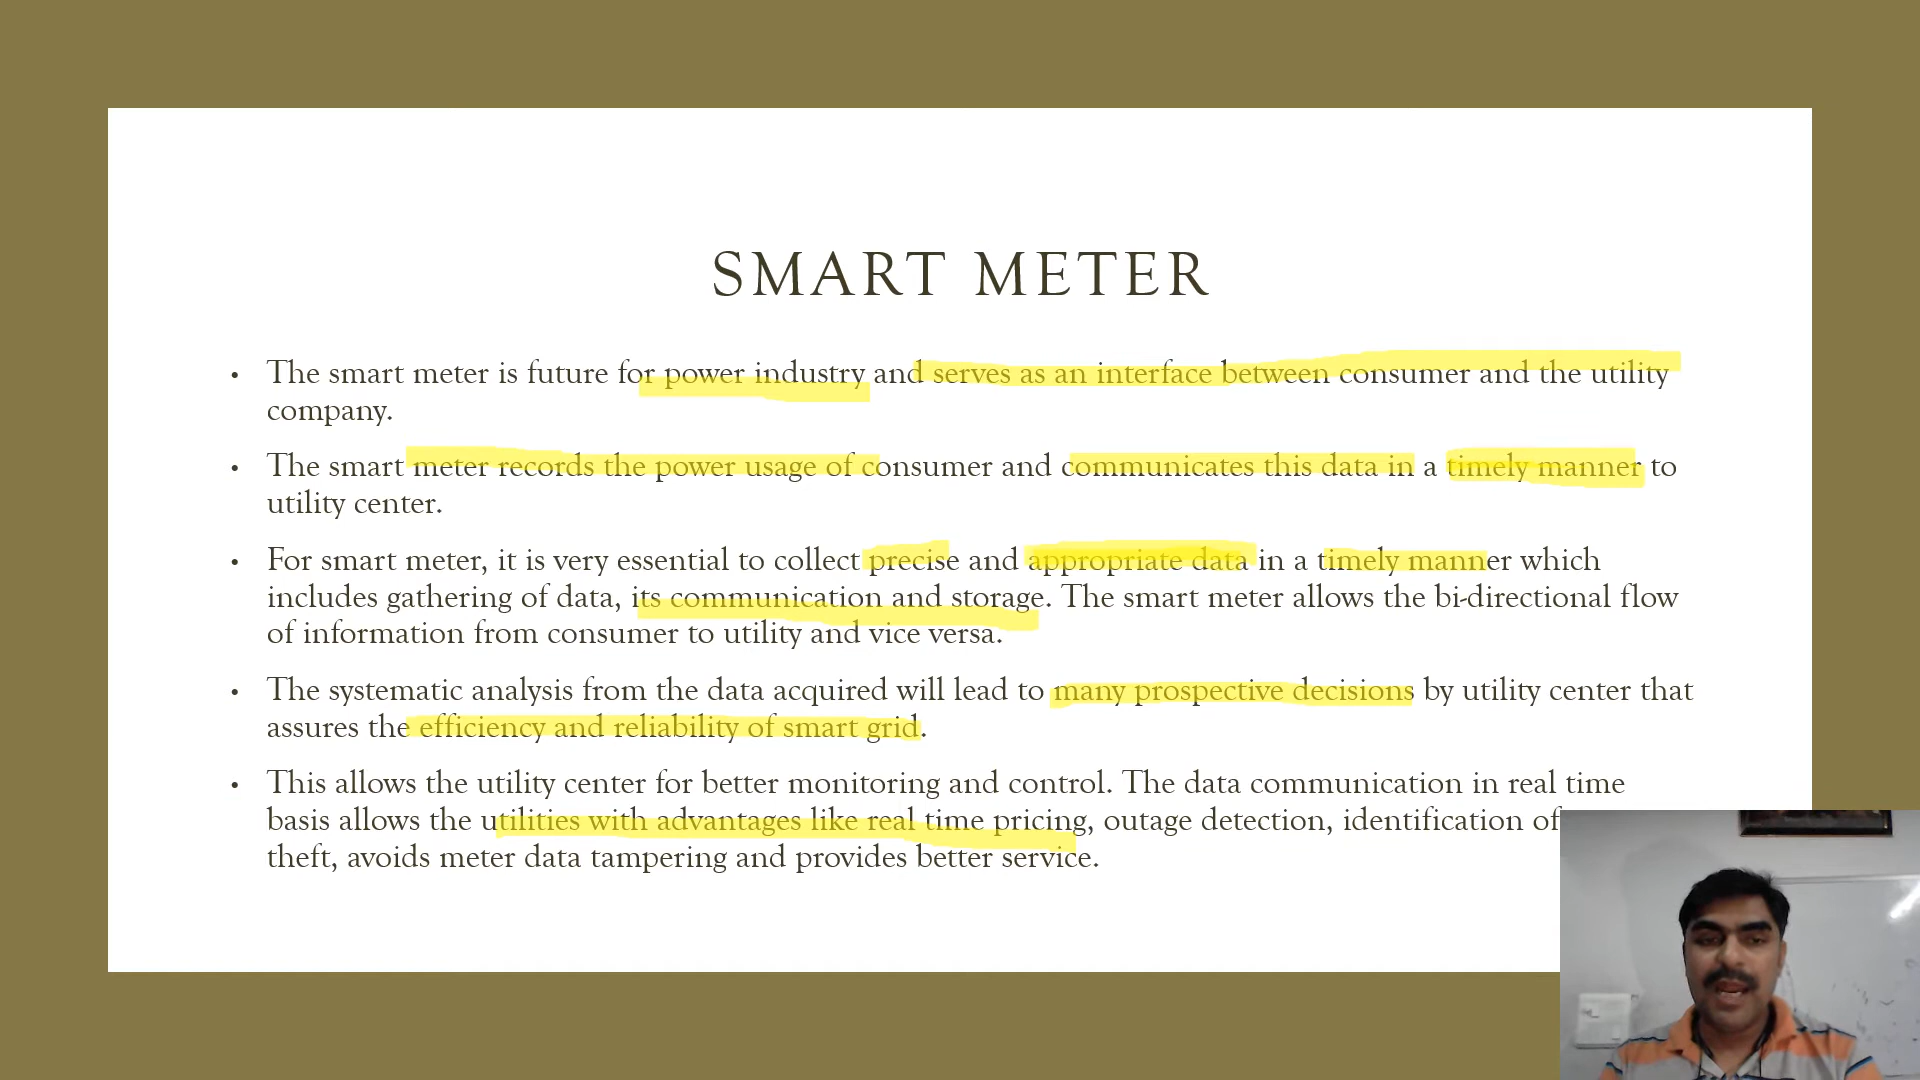 SMART METER
• The smart meter is future for power industry and serves as an interface between consumer and the utility
company.
• The smart meter records the power usage of consumer and communicates this data in a timely manner to
utility center.
• For smart meter, it is very essential to collect precise and appropriate data in a timely manner which
includes gathering of data, its communication and storage. The smart meter allows the bi-directional flow
of information from consumer to utility and vice versa.
• The systematic analysis from the data acquired will lead to many prospective decisions by utility center that
assures the efficiency and reliability of smart grid.
• This allows the utility center for better monitoring and control. The data communication in real time
basis allows the utilities with advantages like real time pricing, outage detection, identification of
theft, avoids meter data tampering and provides better service.